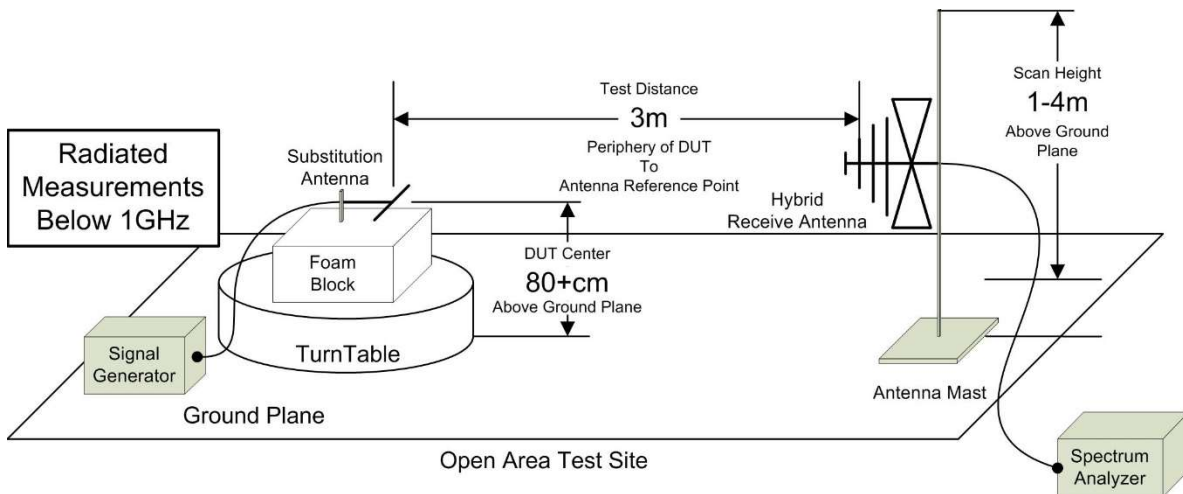 Radiated
Measurements
Below 1GHz
Substitution
Antenna
Test Distance
3m
Periphery of DUT
To
Antenna Reference Point
Scan Height
1-4m
Above Ground
Plane
Hybrid
Receive Antenna
Foam
Block
DUT Center
80+cm
Above Ground Plane
TurnTable
Signal
Generator
Ground Plane
Antenna Mast
Open Area Test Site
Spectrum
Analyzer